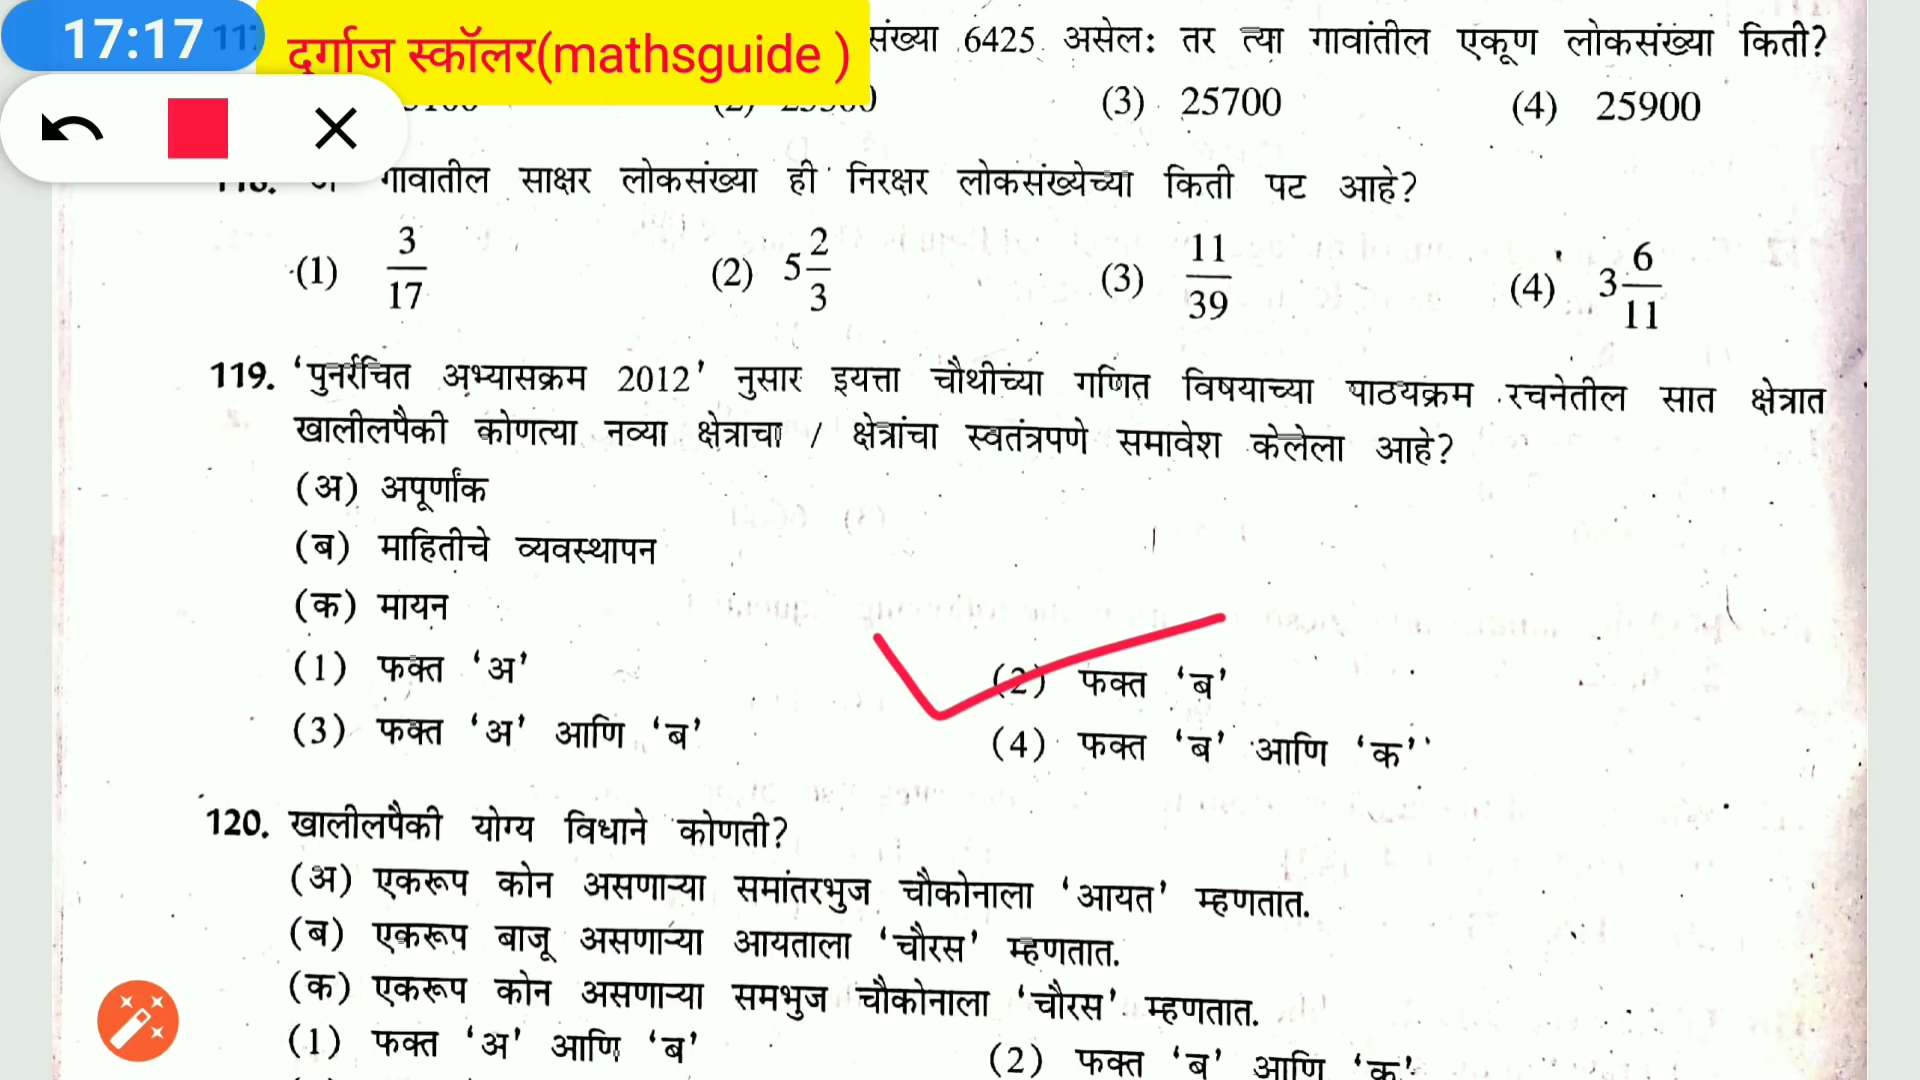 17:17
दुर्गाज स्कॉलर(mathsguide )
संख्या 6425 असेल: तर त्या गावांतील एकूण लोकसंख्या किती?
(3) 25700 (4) 25900
गावातील साक्षर लोकसंख्या ही निरक्षर लोकसंख्येच्या किती पट आहे?
(1) 3/17 (2) 5 2/3 (3) 11/39 (4) 3 6/11
119. 'पुनर्रचित अभ्यासक्रम 2012' नुसार इयत्ता चौथीच्या गणित विषयाच्या पाठयक्रम रचनेतील सात क्षेत्रात
खालीलपैकी कोणत्या नव्या क्षेत्राचा / क्षेत्रांचा स्वतंत्रपणे समावेश केलेला आहे?
(अ) अपूर्णांक
(ब) माहितीचे व्यवस्थापन
(क) मायन
(1) फक्त 'अ' (2) फक्त 'ब'
(3) फक्त 'अ' आणि 'ब' (4) फक्त 'ब' आणि 'क'
120. खालीलपैकी योग्य विधाने कोणती?
(अ) एकरूप कोन असणाऱ्या समांतरभुज चौकोनाला 'आयत' म्हणतात.
(ब) एकरूप बाजू असणाऱ्या आयताला 'चौरस' म्हणतात.
(क) एकरूप कोन असणाऱ्या समभुज चौकोनाला 'चौरस' म्हणतात.
(1) फक्त 'अ' आणि 'ब' (2) फक्त 'ब' आणि 'क'